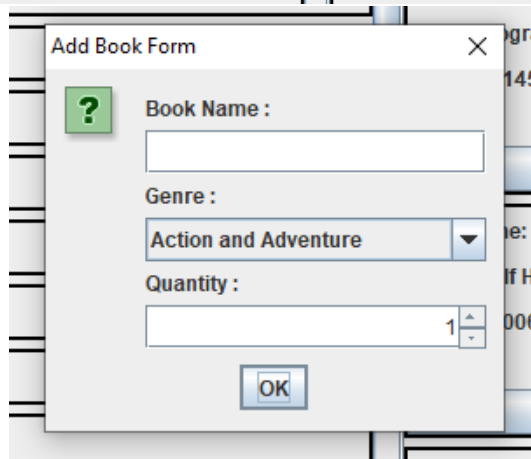 Add Book Form
Book Name :
Genre :
Action and Adventure
Quantity :
1
OK